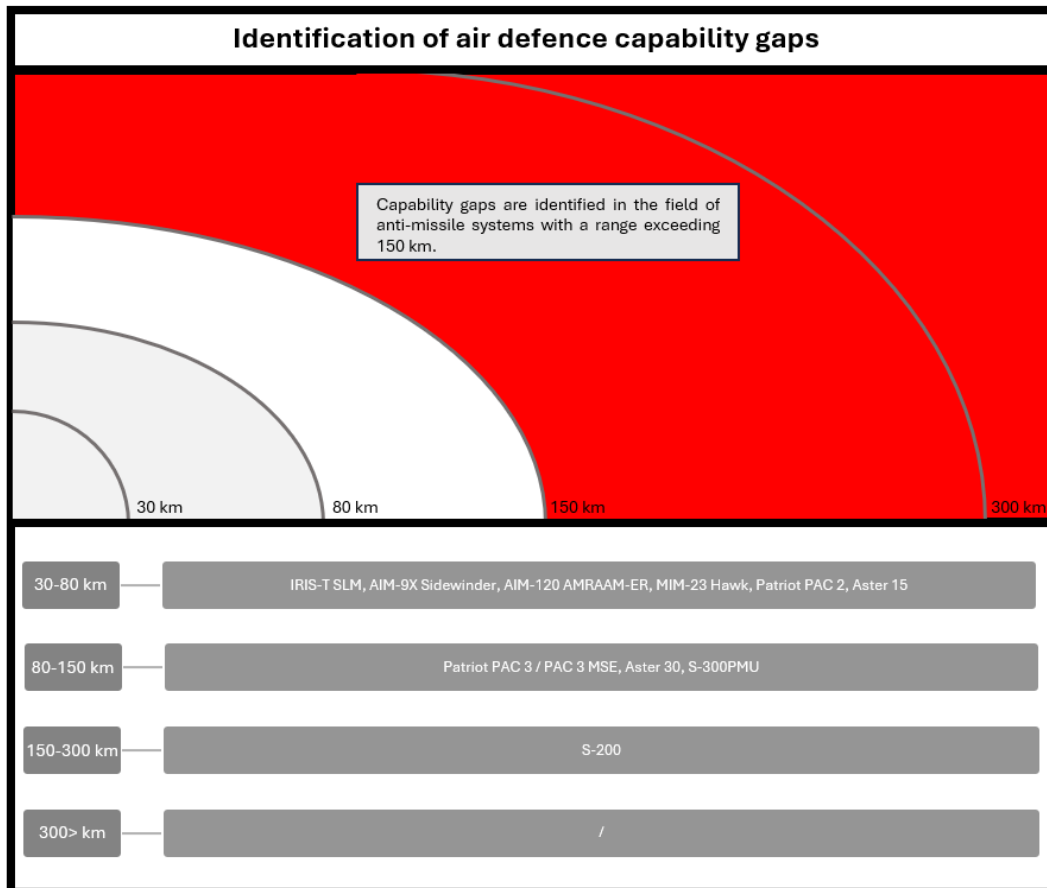 Identification of air defence capability gaps
Capability gaps are identified in the field of
anti-missile systems with a range exceeding
150 km.
30 km
80 km
150 km
300 km
30-80 km
IRIS-T SLM, AIM-9X Sidewinder, AIM-120 AMRAAM-ER, MIM-23 Hawk, Patriot PAC 2, Aster 15
80-150 km
Patriot PAC 3 / PAC 3 MSE, Aster 30, S-300PMU
150-300 km
S-200
300> km
/